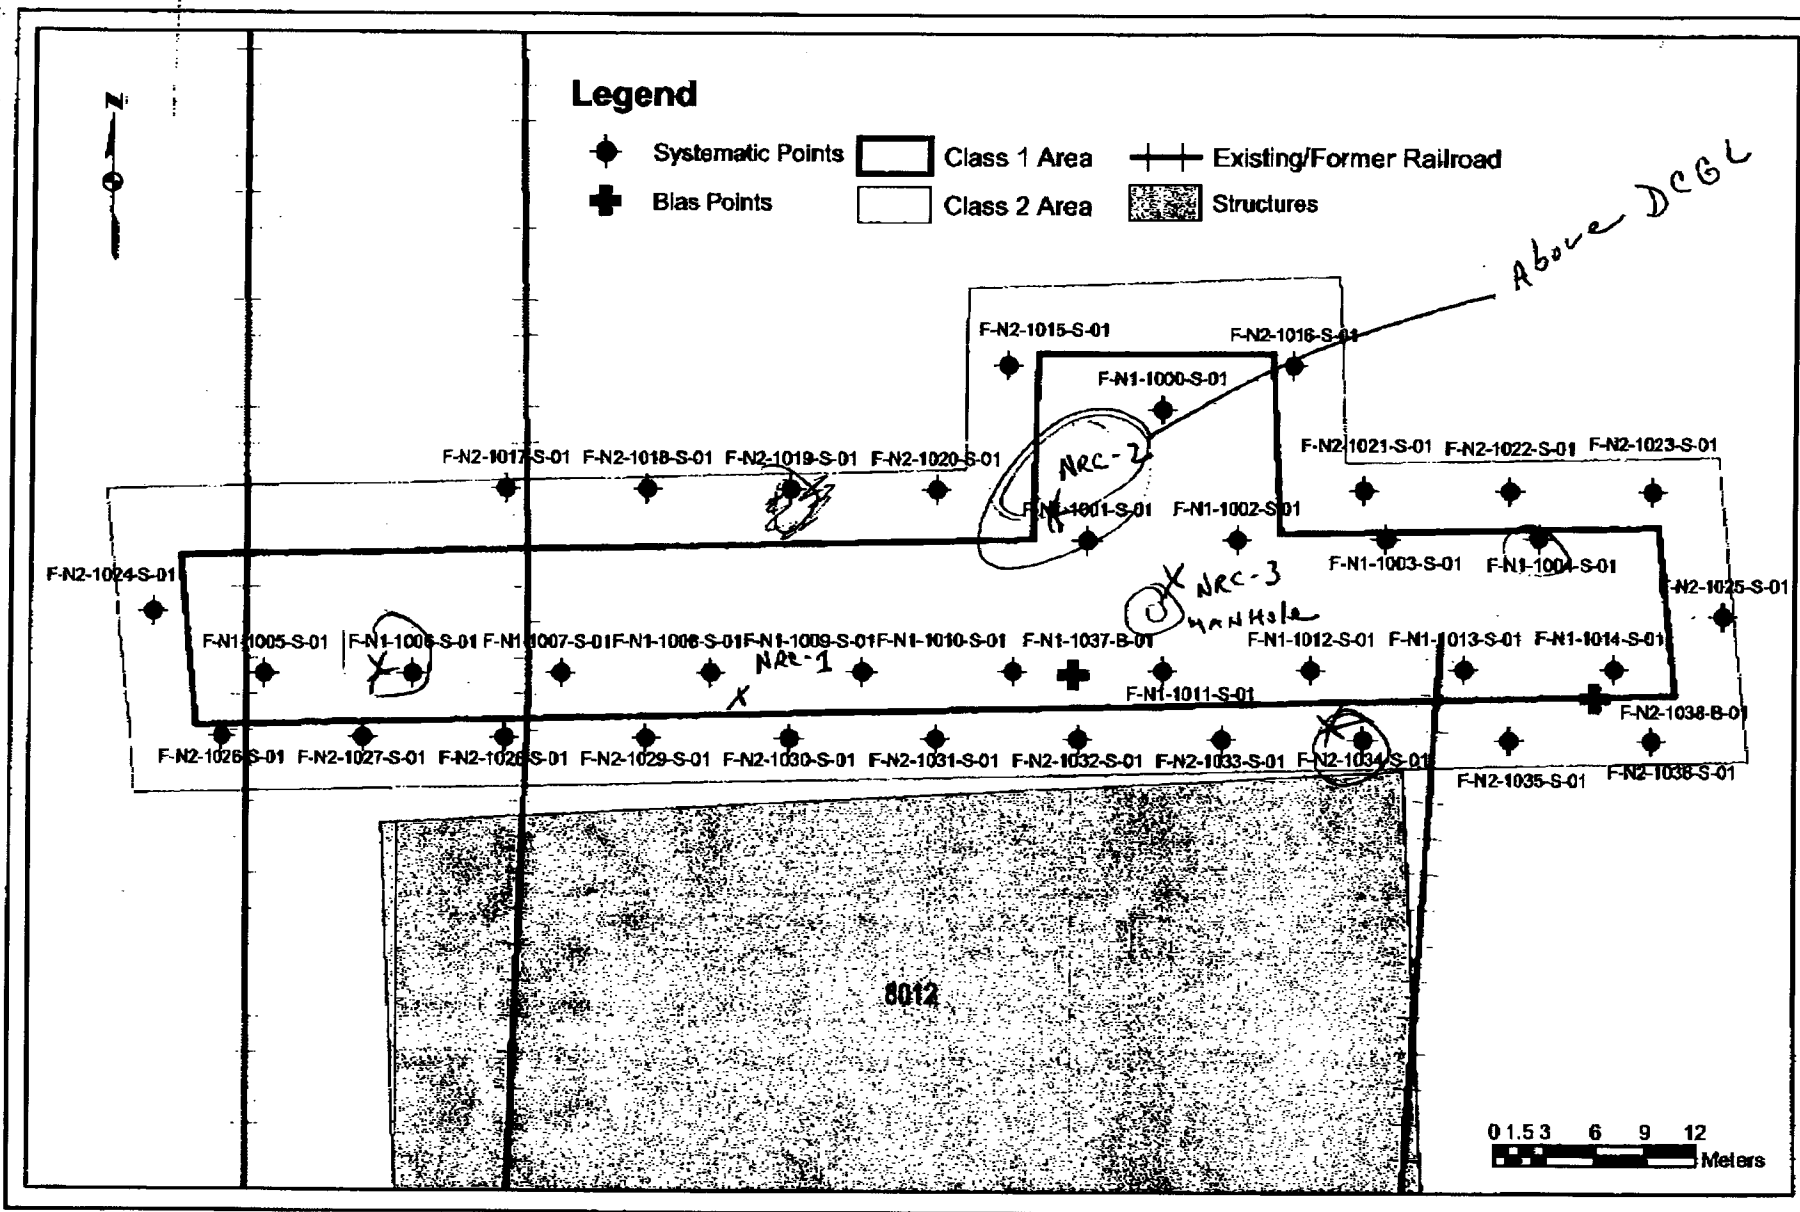 N
Legend
Systematic Points
Class 1 Area
Existing/Former Railroad
Bias Points
Class 2 Area
Structures
Above DCGL
F-N2-1015-S-01
F-N2-1016-S-01
F-N1-1000-S-01
F-N2-1017-S-01 F-N2-1018-S-01 F-N2-1019-S-01 F-N2-1020-S-01
NRC-2
F-N2-1021-S-01 F-N2-1022-S-01 F-N2-1023-S-01
F-N1-1001-S-01 F-N1-1002-S-01
F-N1-1003-S-01 F-N1-1004-S-01
F-N2-1024-S-01
X NRC-3
MANHole
F-N2-1025-S-01
F-N1-1005-S-01 F-N1-1006-S-01 F-N1-1007-S-01 F-N1-1008-S-01 F-N1-1009-S-01 F-N1-1010-S-01 F-N1-1037-B-01 F-N1-1012-S-01 F-N1-1013-S-01 F-N1-1014-S-01
X
NRC-1
X
F-N1-1011-S-01
F-N2-1038-B-01
F-N2-1026-S-01 F-N2-1027-S-01 F-N2-1028-S-01 F-N2-1029-S-01 F-N2-1030-S-01 F-N2-1031-S-01 F-N2-1032-S-01 F-N2-1033-S-01 F-N2-1034-S-01
F-N2-1035-S-01 F-N2-1036-S-01
8012
0 1.5 3 6 9 12
Meters